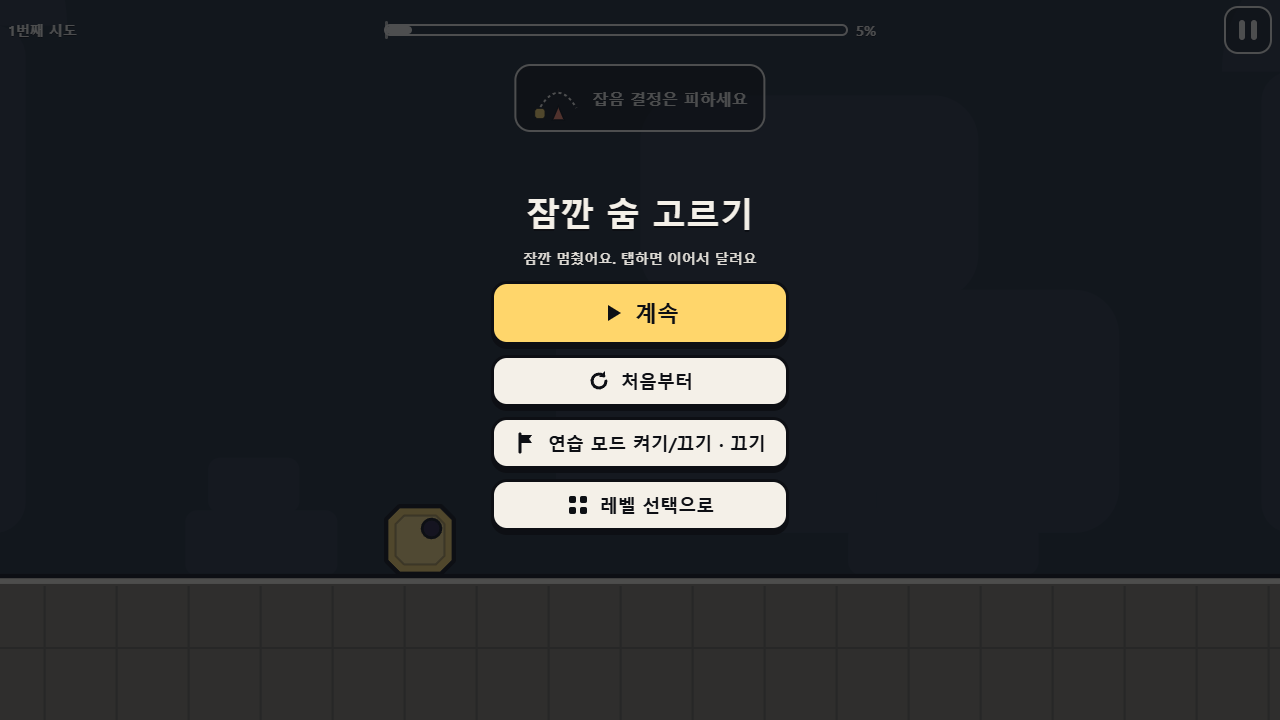 1번째 시도
5%
잡음 결정은 피하세요
잠깐 숨 고르기
잠깐 멈췄어요. 탭하면 이어서 달려요
계속
처음부터
연습 모드 켜기/끄기 · 끄기
레벨 선택으로